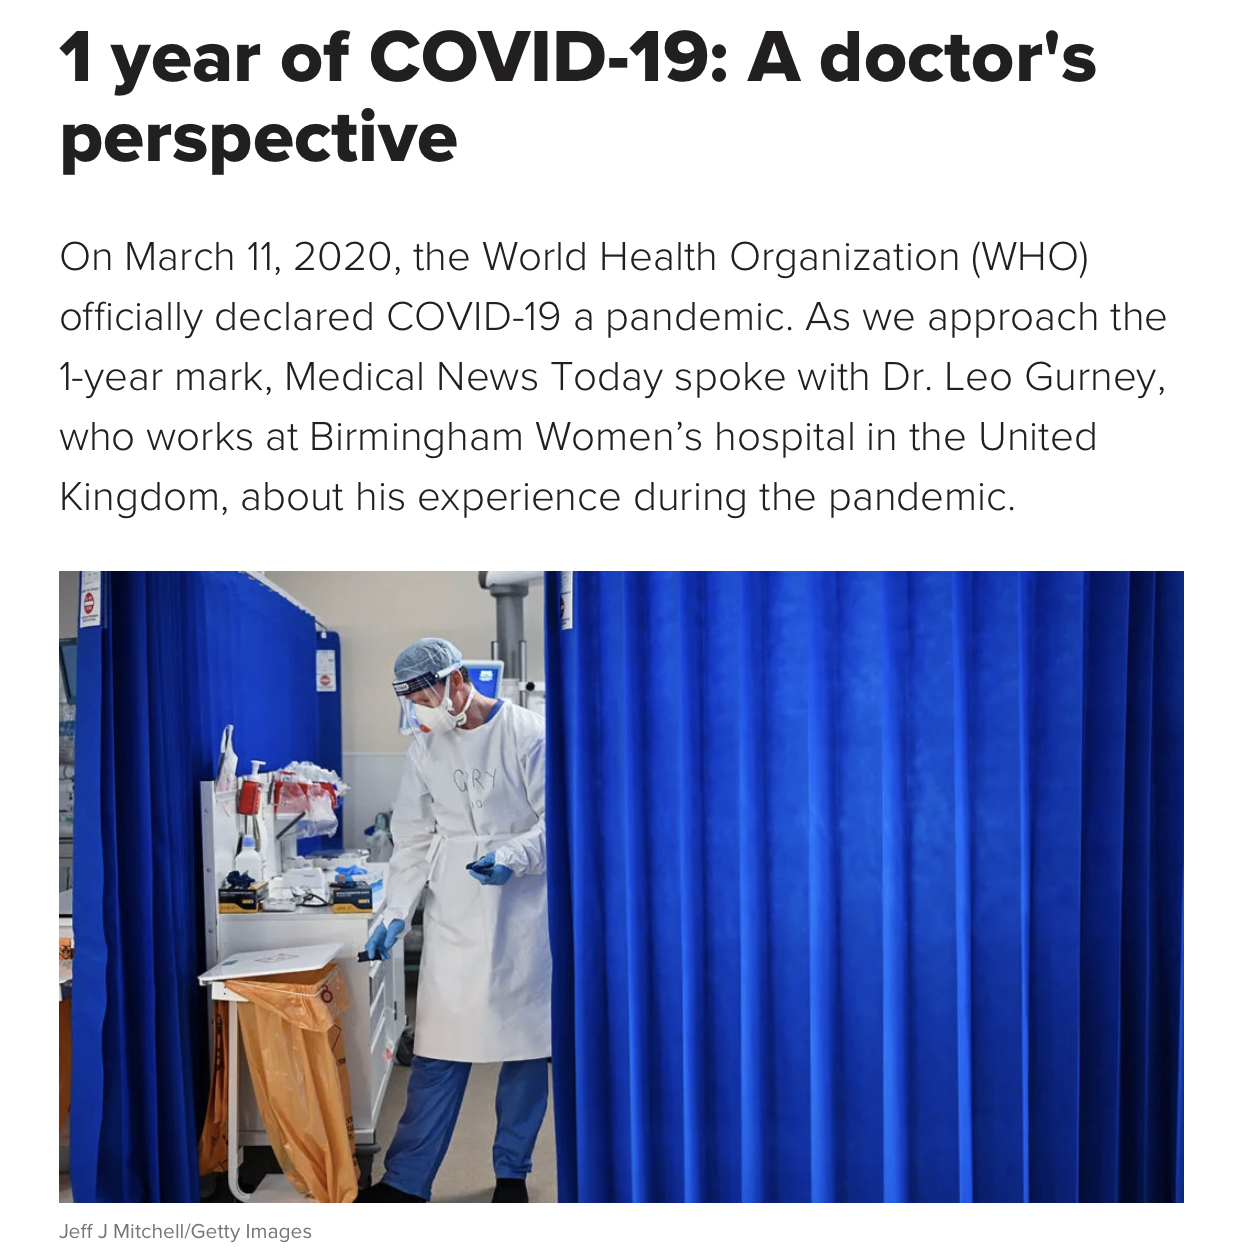 1 year of COVID-19: A doctor's
perspective
On March 11, 2020, the World Health Organization (WHO)
officially declared COVID-19 a pandemic. As we approach the
1-year mark, Medical News Today spoke with Dr. Leo Gurney,
who works at Birmingham Women’s hospital in the United
Kingdom, about his experience during the pandemic.
GARY
Jeff J Mitchell/Getty Images